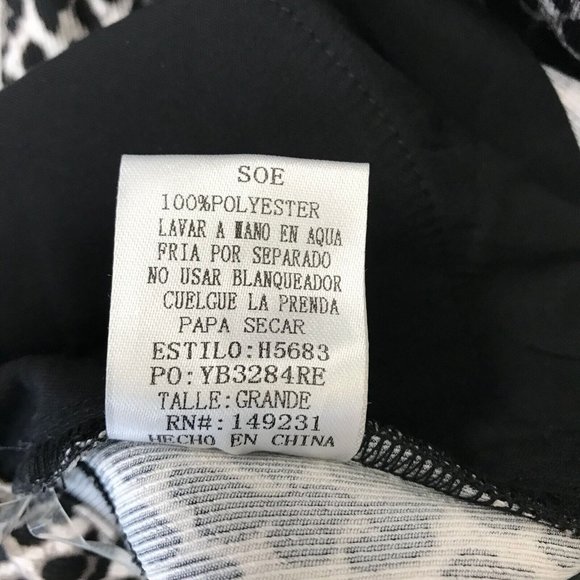 SOE
100%POLYESTER
LAVAR A MANO EN AQUA
FRIA POR SEPARADO
NO USAR BLANQUEADOR
CUELGUE LA PRENDA
PAPA SECAR
ESTILO:H5683
PO:YB3284RE
TALLE:GRANDE
RN#:149231
HECHO EN CHINA